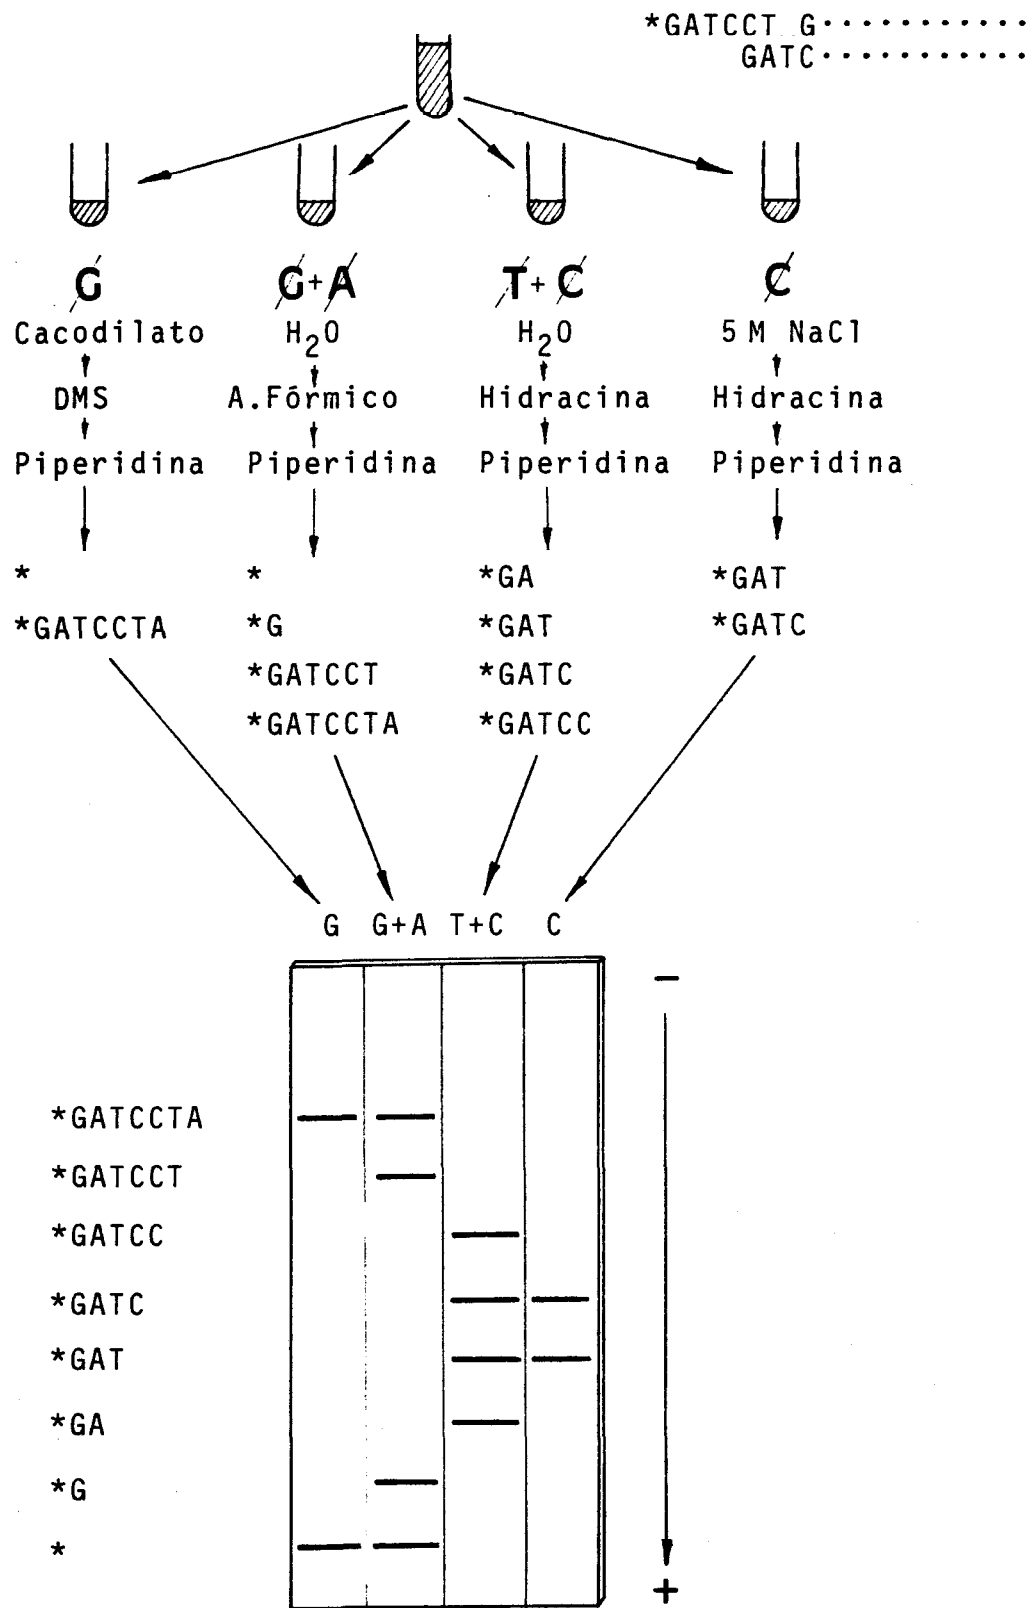 *GATCCT G···········
GATC···········
G G+A T+C C
Cacodilato H₂O H₂O 5 M NaCl
DMS A.Fórmico Hidracina Hidracina
Piperidina Piperidina Piperidina Piperidina
* * *GA *GAT
*GATCCTA *G *GAT *GATC
*GATCCT *GATC
*GATCCTA *GATCC
G G+A T+C C
−
*GATCCTA
*GATCCT
*GATCC
*GATC
*GAT
*GA
*G
*
+